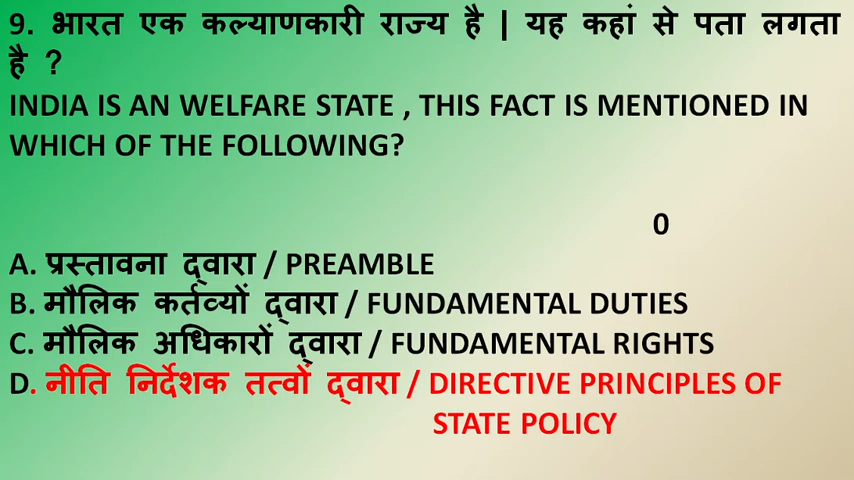 9. भारत एक कल्याणकारी राज्य है | यह कहां से पता लगता
है ?
INDIA IS AN WELFARE STATE , THIS FACT IS MENTIONED IN
WHICH OF THE FOLLOWING?
0
A. प्रस्तावना द्वारा / PREAMBLE
B. मौलिक कर्तव्यों द्वारा / FUNDAMENTAL DUTIES
C. मौलिक अधिकारों द्वारा / FUNDAMENTAL RIGHTS
D. नीति निर्देशक तत्वों द्वारा / DIRECTIVE PRINCIPLES OF
STATE POLICY